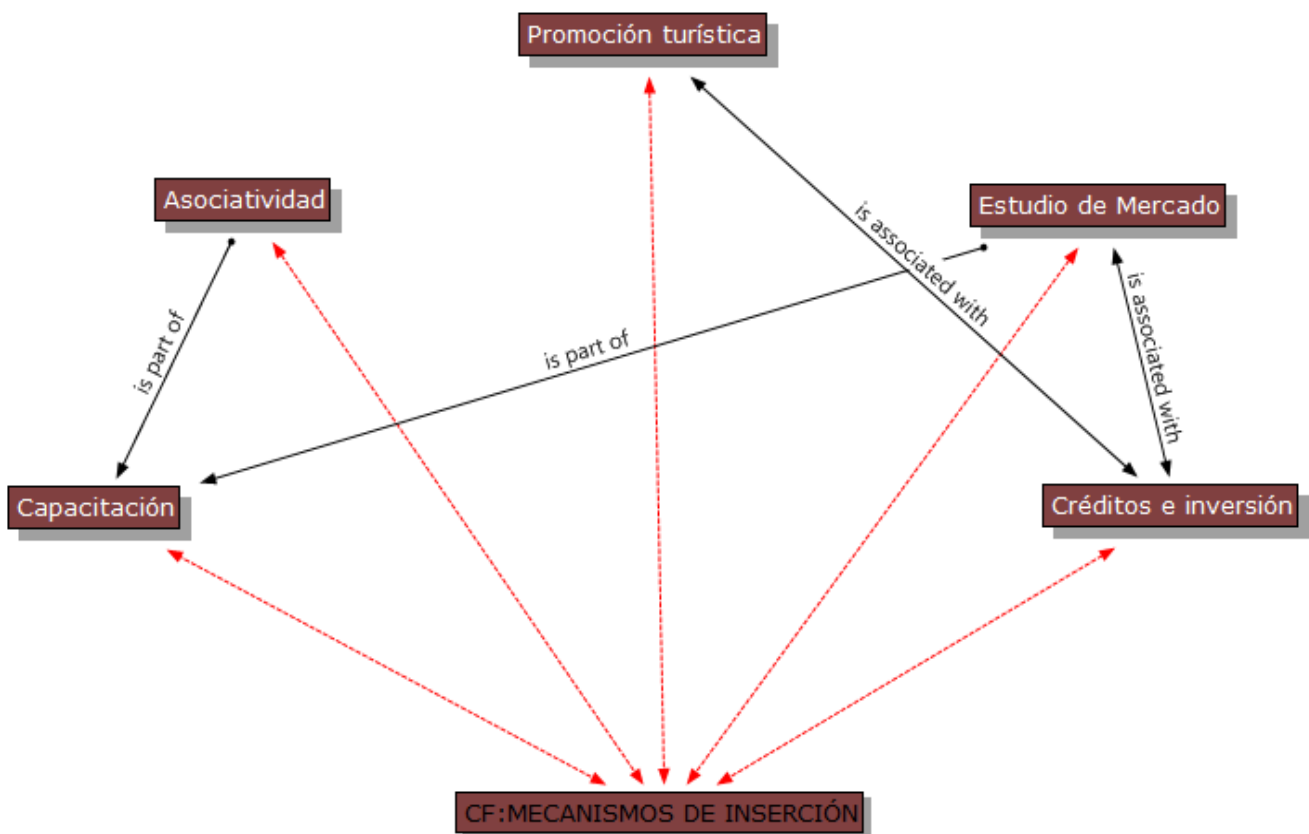 Promoción turística
Asociatividad
Estudio de Mercado
is associated with
is associated with
is part of
is part of
Capacitación
Créditos e inversión
CF:MECANISMOS DE INSERCIÓN